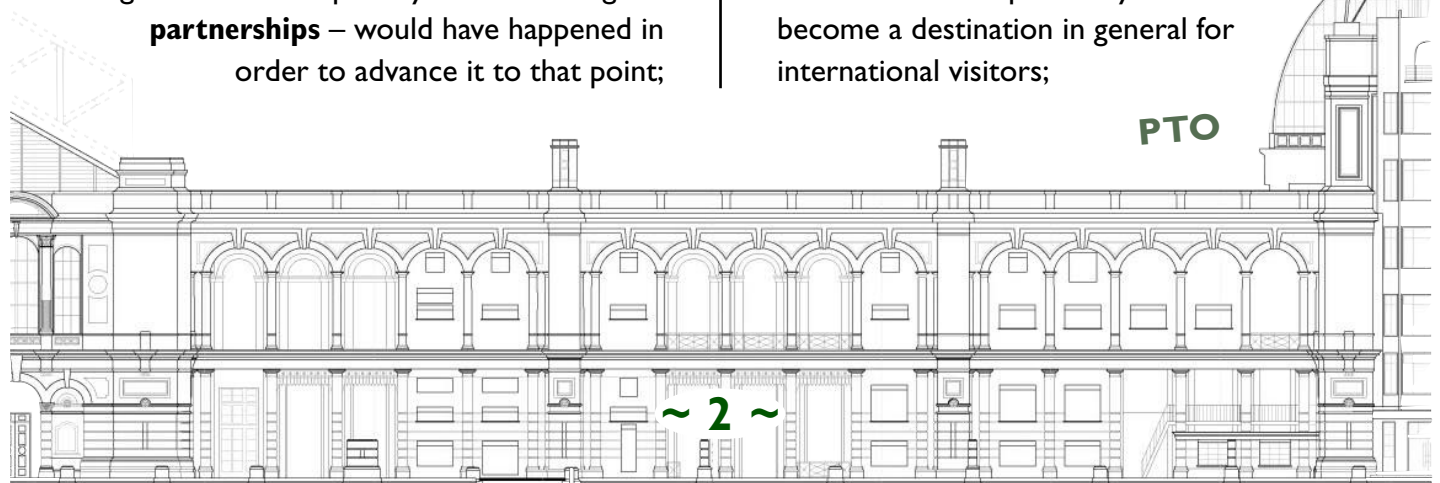 partnerships – would have happened in
order to advance it to that point;
become a destination in general for
international visitors;
PTO
~ 2 ~